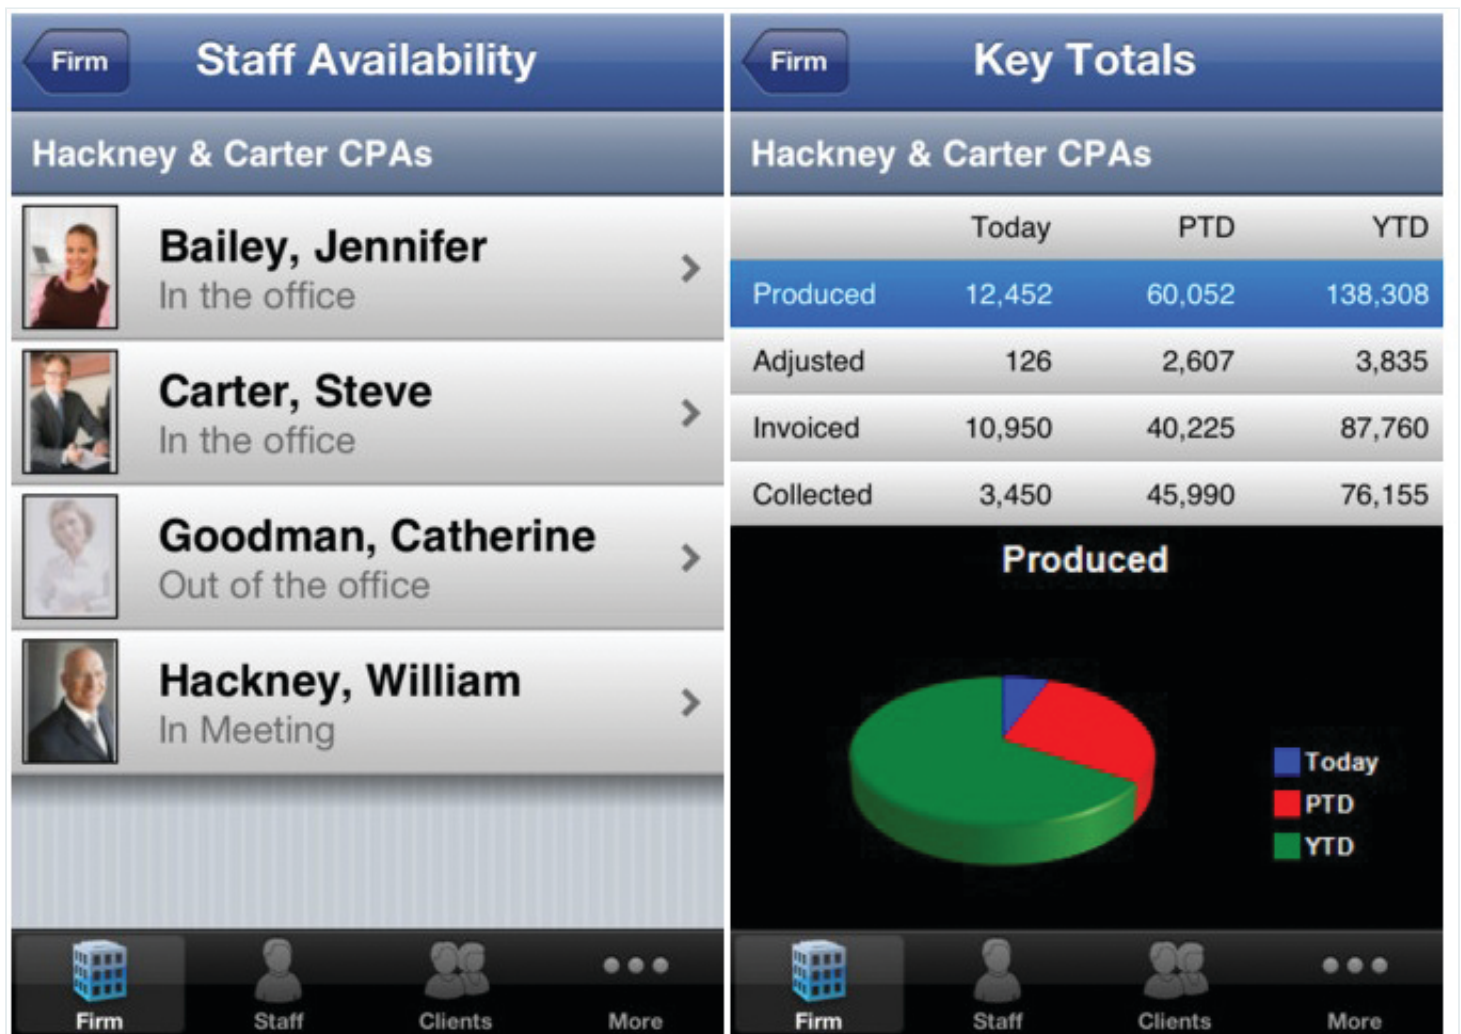 Firm
Staff Availability
Hackney & Carter CPAs
Bailey, Jennifer
In the office
Carter, Steve
In the office
Goodman, Catherine
Out of the office
Hackney, William
In Meeting
Firm Staff Clients More
Firm
Key Totals
Hackney & Carter CPAs
Today PTD YTD
Produced 12,452 60,052 138,308
Adjusted 126 2,607 3,835
Invoiced 10,950 40,225 87,760
Collected 3,450 45,990 76,155
Produced
Today
PTD
YTD
Firm Staff Clients More